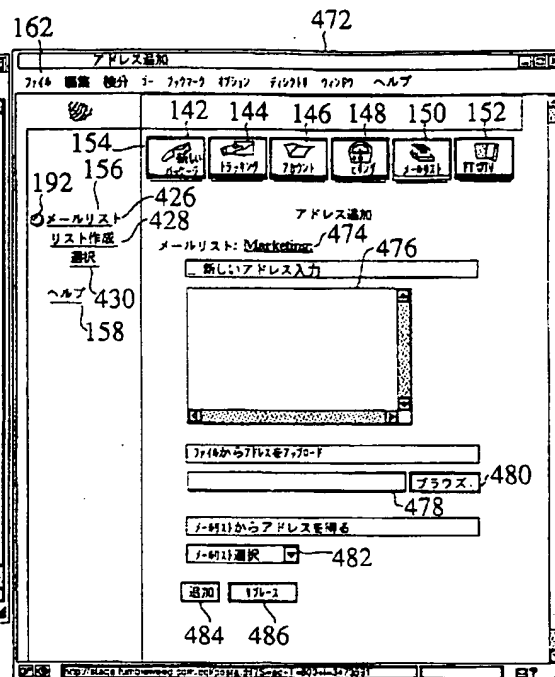 162
472
アドレス追加
ファイル 編集 検分 ゴー ブックマーク オプション ディレクトリ ウィンドウ ヘルプ
142 144 146 148 150 152
154
新しい パッケージ トラッキング アカウント メールリスト
156
192
メールリスト 426
リスト作成 428
選択
430
ヘルプ
158
アドレス追加
メールリスト: Marketing: 474
476
新しいアドレス入力
ファイルからアドレスをアップロード
ブラウズ. 480
478
メールリストからアドレスを得る
メールリスト選択 482
追加 リプレース
484 486